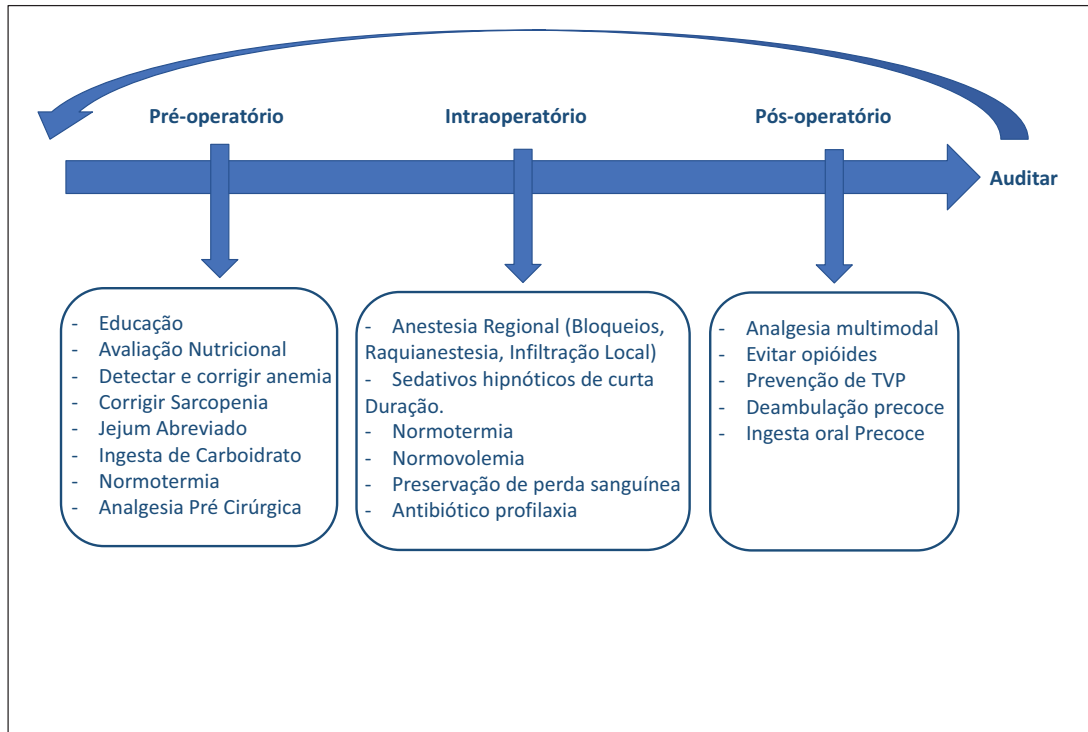 Pré-operatório
Intraoperatório
Pós-operatório
Auditar
- Educação
- Avaliação Nutricional
- Detectar e corrigir anemia
- Corrigir Sarcopenia
- Jejum Abreviado
- Ingesta de Carboidrato
- Normotermia
- Analgesia Pré Cirúrgica
- Anestesia Regional (Bloqueios,
Raquianestesia, Infiltração Local)
- Sedativos hipnóticos de curta
Duração.
- Normotermia
- Normovolemia
- Preservação de perda sanguínea
- Antibiótico profilaxia
- Analgesia multimodal
- Evitar opióides
- Prevenção de TVP
- Deambulação precoce
- Ingesta oral Precoce